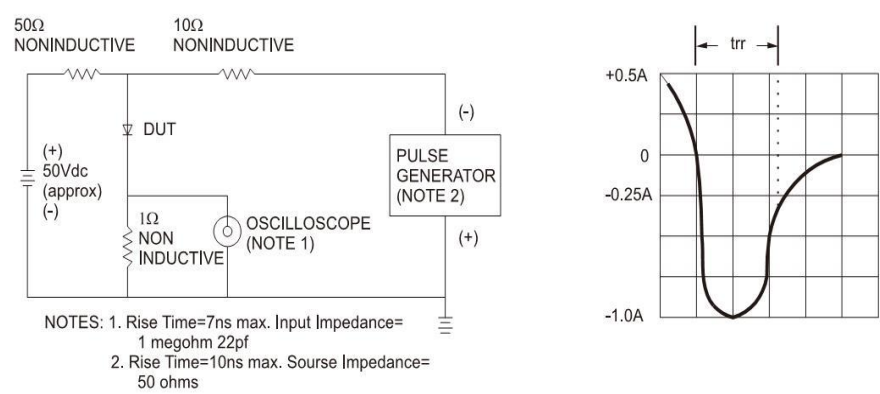 50Ω
NONINDUCTIVE
10Ω
NONINDUCTIVE
DUT
(+)
50Vdc
(approx)
(-)
1Ω
NON
INDUCTIVE
OSCILLOSCOPE
(NOTE 1)
(-)
PULSE
GENERATOR
(NOTE 2)
(+)
NOTES: 1. Rise Time=7ns max. Input Impedance=
1 megohm 22pf
2. Rise Time=10ns max. Sourse Impedance=
50 ohms
trr
+0.5A
0
-0.25A
-1.0A